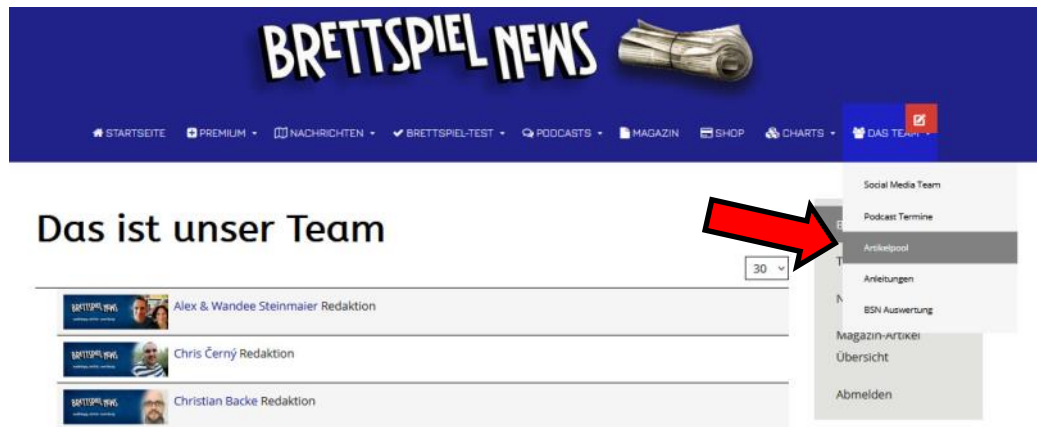 BRETTSPIEL NEWS
STARTSEITE PREMIUM NACHRICHTEN BRETTSPIEL-TEST PODCASTS MAGAZIN SHOP CHARTS DAS TEAM
Social Media Team
Podcast Termine
Artikelpool
Anleitungen
BSN Auswertung
Das ist unser Team
30
Alex & Wandee Steinmaier Redaktion
Chris Černý Redaktion
Christian Backe Redaktion
Magazin-Artikel
Übersicht
Abmelden